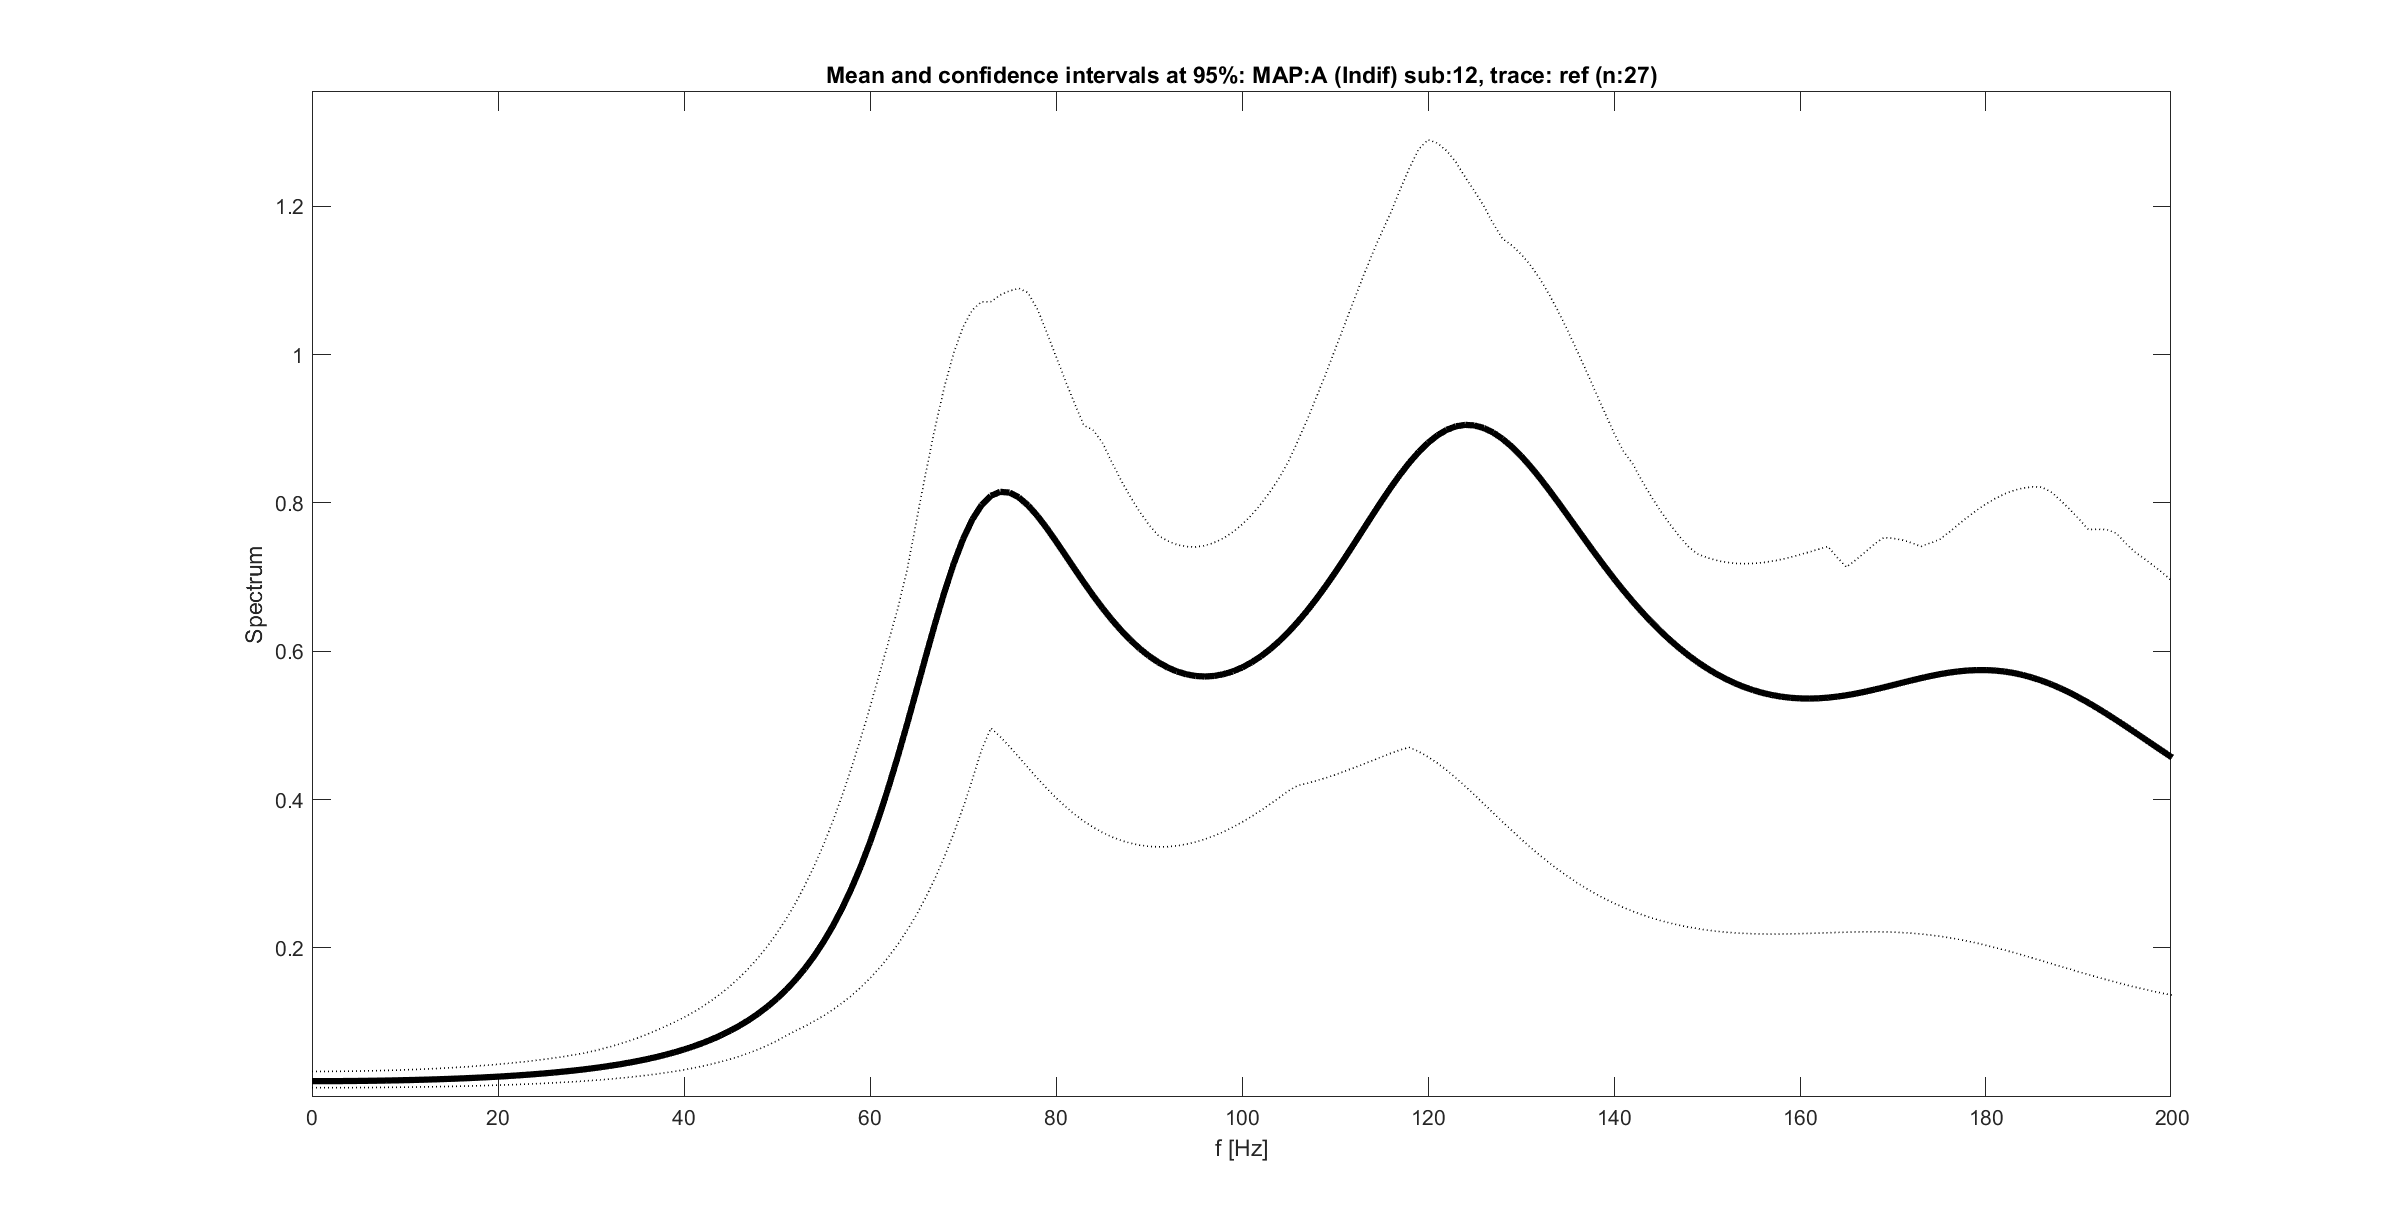 Mean and confidence intervals at 95%: MAP:A (Indif) sub:12, trace: ref (n:27)
1.2
1
0.8
0.6
0.4
0.2
Spectrum
0 20 40 60 80 100 120 140 160 180 200
f [Hz]